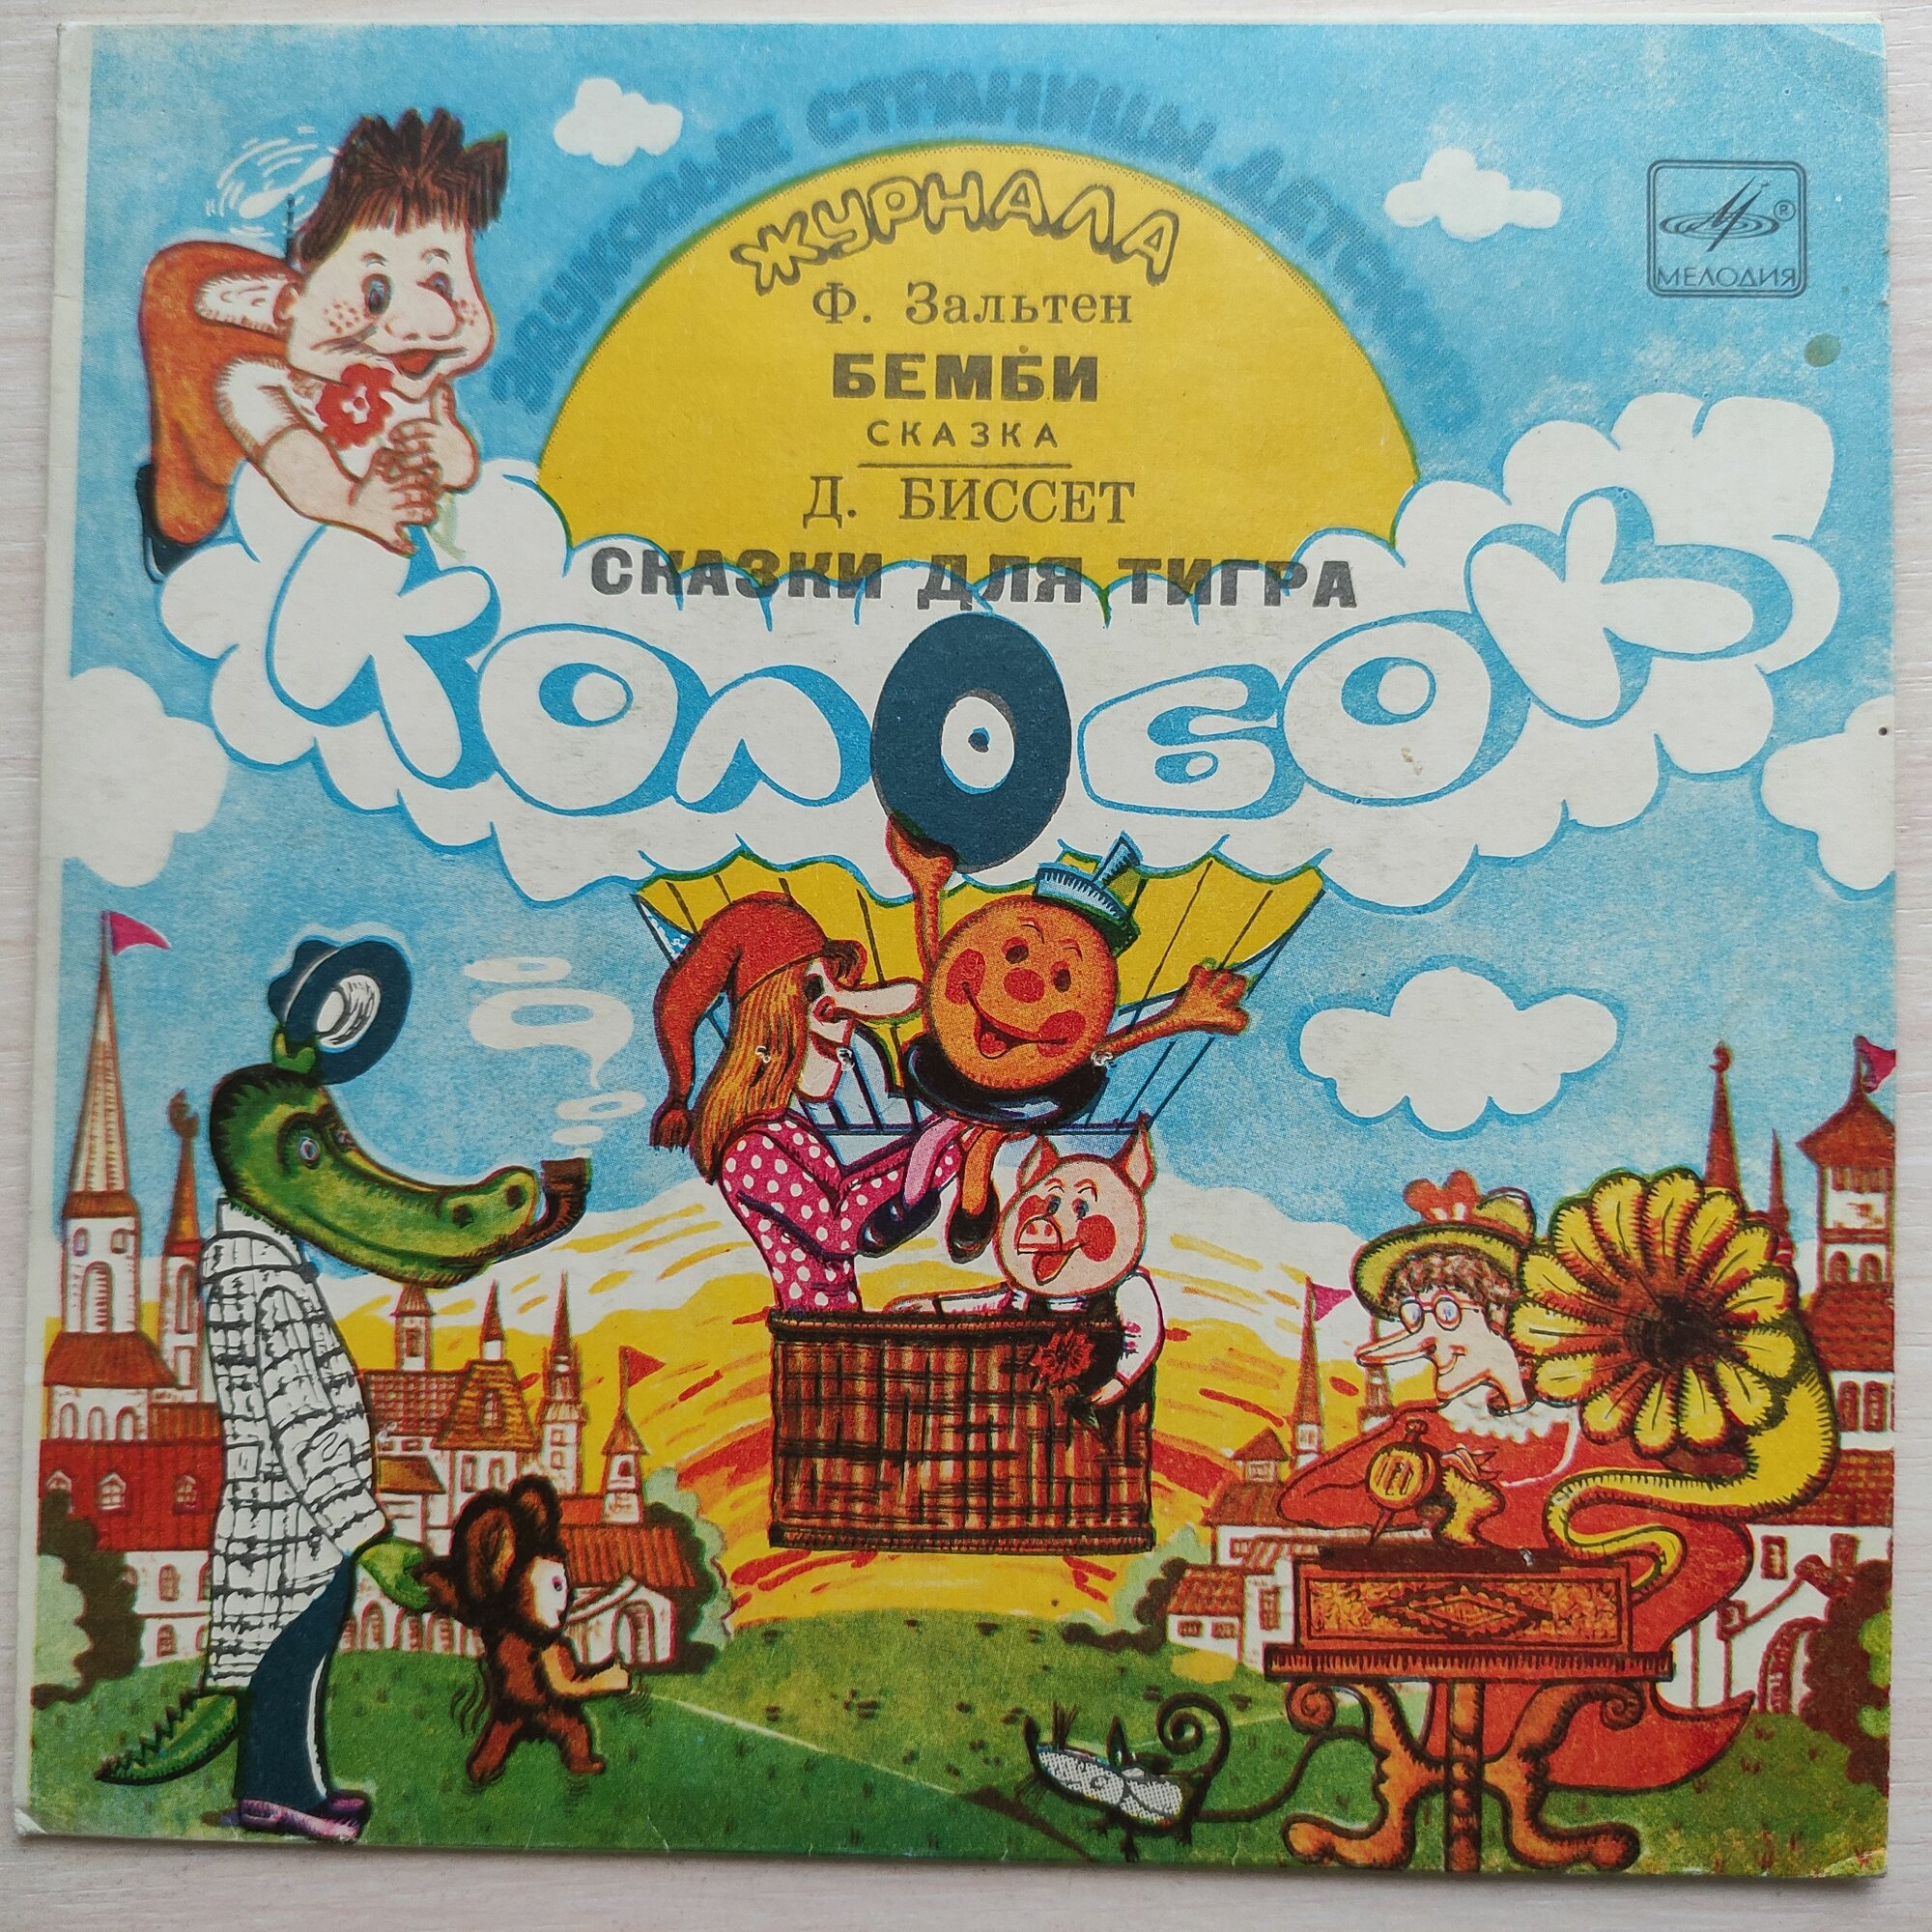 ЗВУКОВЫЕ СТРАНИЦЫ ДЕТСКОГО
ЖУРНАЛА
Ф. Зальтен
БЕМБИ
СКАЗКА
Д. БИССЕТ
СКАЗКИ ДЛЯ ТИГРА
КОЛОБОК
МЕЛОДИЯ
®